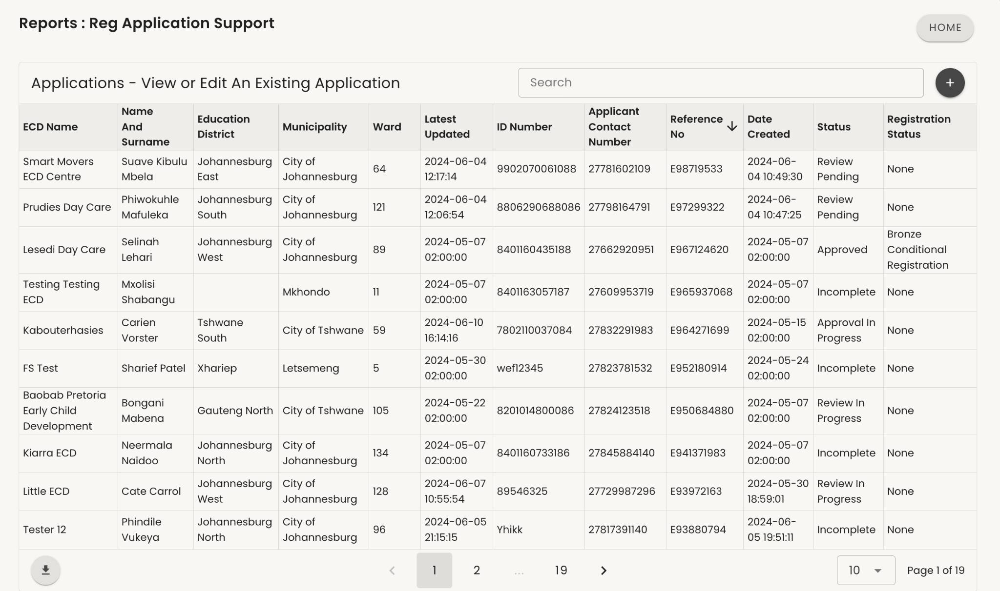 Reports : Reg Application Support
HOME
Applications - View or Edit An Existing Application
Search
+
ECD Name
Name
And
Surname
Education
District
Municipality
Ward
Latest
Updated
ID Number
Applicant
Contact
Number
Reference
No
Date
Created
Status
Registration
Status
Smart Movers
ECD Centre
Suave Kibulu
Mbela
Johannesburg
East
City of
Johannesburg
64
2024-06-04
12:17:14
9902070061088
27781602109
E98719533
2024-06-
04 10:49:30
Review
Pending
None
Prudies Day Care
Phiwokuhle
Mafuleka
Johannesburg
South
City of
Johannesburg
121
2024-06-04
12:06:54
8806290688086
27798164791
E97299322
2024-06-
04 10:47:25
Review
Pending
None
Lesedi Day Care
Selinah
Lehari
Johannesburg
West
City of
Johannesburg
89
2024-05-07
02:00:00
8401160435188
27662920951
E967124620
2024-05-07
02:00:00
Approved
Bronze
Conditional
Registration
Testing Testing
ECD
Mxolisi
Shabangu
Mkhondo
11
2024-05-07
02:00:00
8401163057187
27609953719
E965937068
2024-05-07
02:00:00
Incomplete
None
Kabouterhasies
Carien
Vorster
Tshwane
South
City of Tshwane
59
2024-06-10
16:14:16
7802110037084
27832291983
E964271699
2024-05-15
02:00:00
Approval In
Progress
None
FS Test
Sharief Patel
Xhariep
Letsemeng
5
2024-05-30
02:00:00
wef12345
27823781532
E952180914
2024-05-24
02:00:00
Incomplete
None
Baobab Pretoria
Early Child
Development
Bongani
Mabena
Gauteng North
City of Tshwane
105
2024-05-22
02:00:00
8201014800086
27824123518
E950684880
2024-05-07
02:00:00
Review In
Progress
None
Kiarra ECD
Neermala
Naidoo
Johannesburg
North
City of
Johannesburg
134
2024-05-07
02:00:00
8401160733186
27845884140
E941371983
2024-05-07
02:00:00
Incomplete
None
Little ECD
Cate Carrol
Johannesburg
West
City of
Johannesburg
128
2024-06-07
10:55:54
89546325
27729987296
E93972163
2024-05-30
18:59:01
Review In
Progress
None
Tester 12
Phindile
Vukeya
Johannesburg
North
City of
Johannesburg
96
2024-06-05
21:15:15
Yhikk
27817391140
E93880794
2024-06-
05 19:51:11
Incomplete
None
1 2 ... 19
10
Page 1 of 19